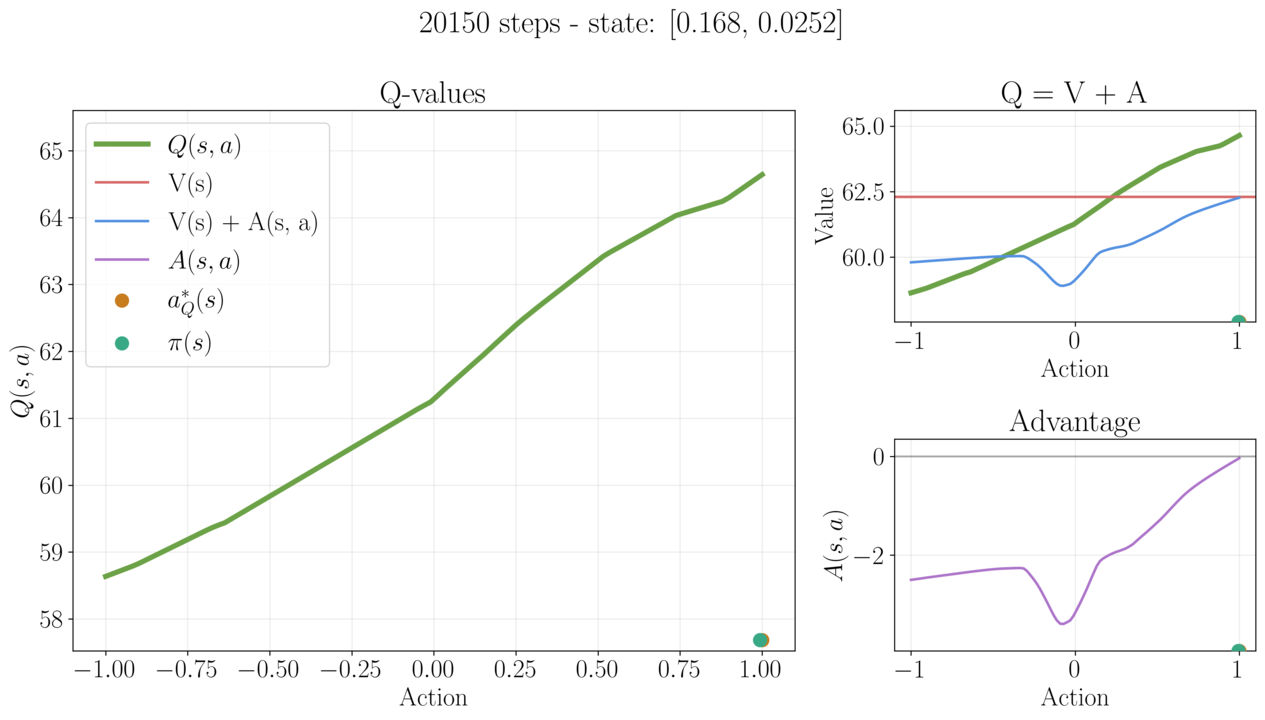 20150 steps - state: [0.168, 0.0252]
Q-values
Q(s, a)
V(s)
V(s) + A(s, a)
A(s, a)
a*Q(s)
π(s)
65
64
63
62
61
60
59
58
Q(s, a)
−1.00 −0.75 −0.50 −0.25 0.00 0.25 0.50 0.75 1.00
Action
Q = V + A
65.0
62.5
60.0
Value
−1 0 1
Action
Advantage
0
−2
A(s, a)
−1 0 1
Action